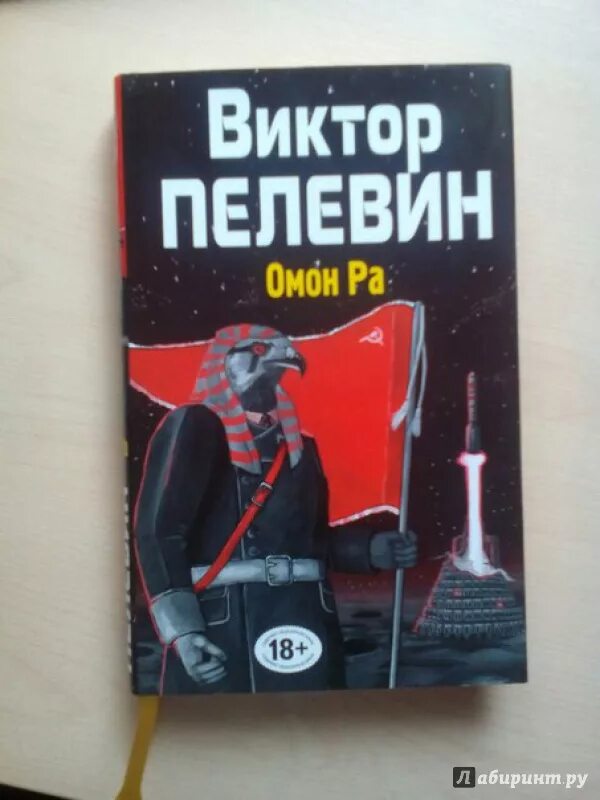 Виктор
ПЕЛЕВИН
Омон Ра
18+
Лабиринт.ру